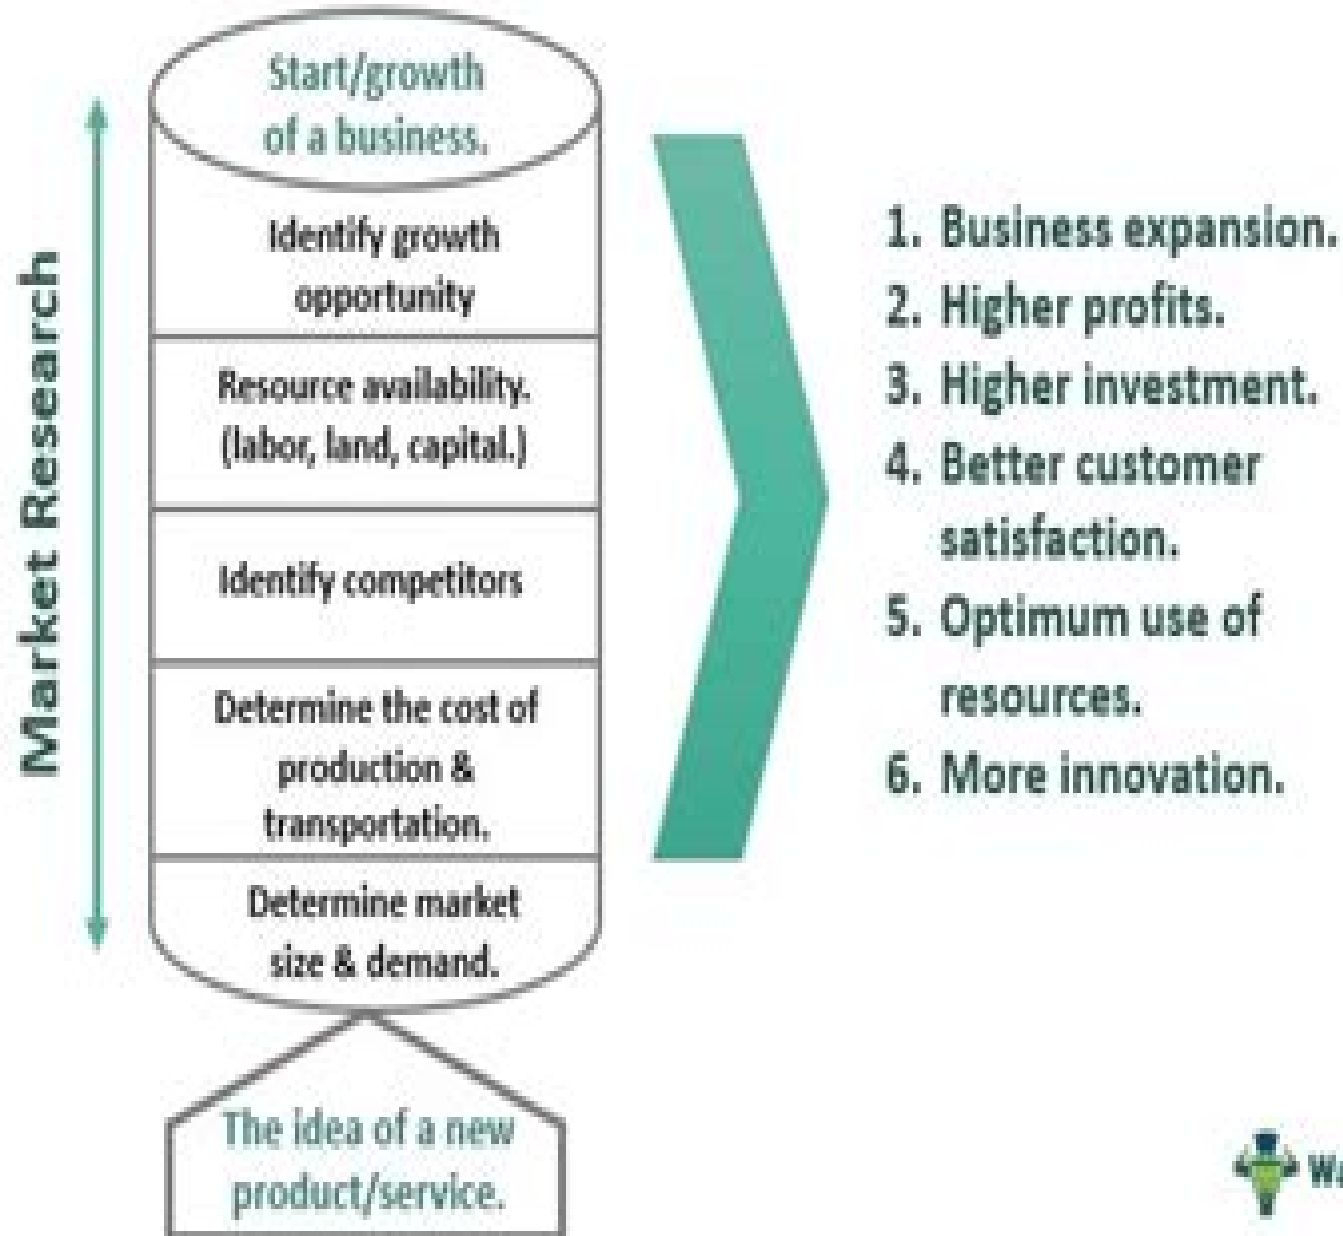 Market Research
Start/growth
of a business.
Identify growth
opportunity
Resource availability.
(labor, land, capital.)
Identify competitors
Determine the cost of
production &
transportation.
Determine market
size & demand.
The idea of a new
product/service.
1. Business expansion.
2. Higher profits.
3. Higher investment.
4. Better customer
satisfaction.
5. Optimum use of
resources.
6. More innovation.